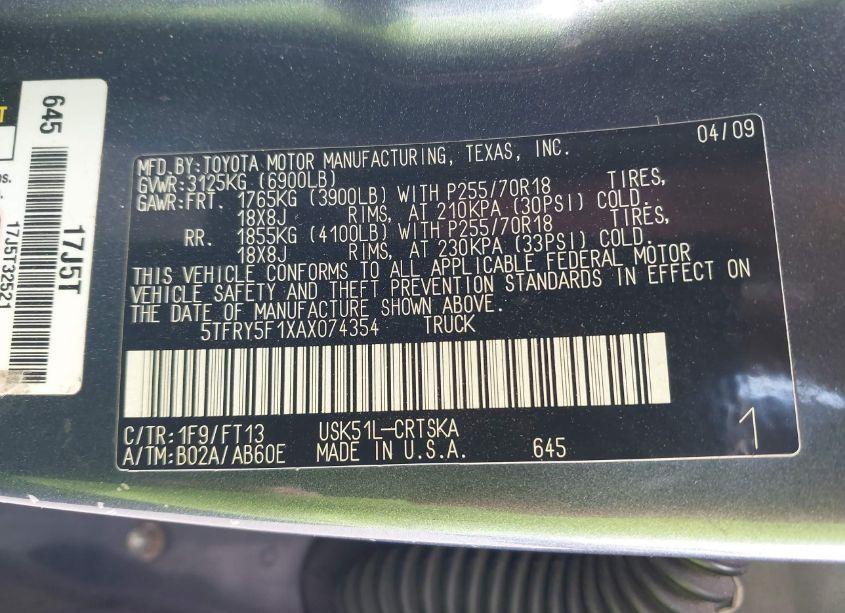 645
17J5T
17J5T32521
04/09
MFD.BY:TOYOTA MOTOR MANUFACTURING, TEXAS, INC.
GVWR:3125KG (6900LB)
GAWR:FRT. 1765KG (3900LB) WITH P255/70R18 TIRES,
18X8J RIMS, AT 210KPA (30PSI) COLD.
RR. 1855KG (4100LB) WITH P255/70R18 TIRES,
18X8J RIMS, AT 230KPA (33PSI) COLD.
THIS VEHICLE CONFORMS TO ALL APPLICABLE FEDERAL MOTOR
VEHICLE SAFETY AND THEFT PREVENTION STANDARDS IN EFFECT ON
THE DATE OF MANUFACTURE SHOWN ABOVE.
5TFRY5F1XAX074354 TRUCK
C/TR:1F9/FT13 USK51L-CRTSKA
A/TM:B02A/AB60E MADE IN U.S.A. 645
1